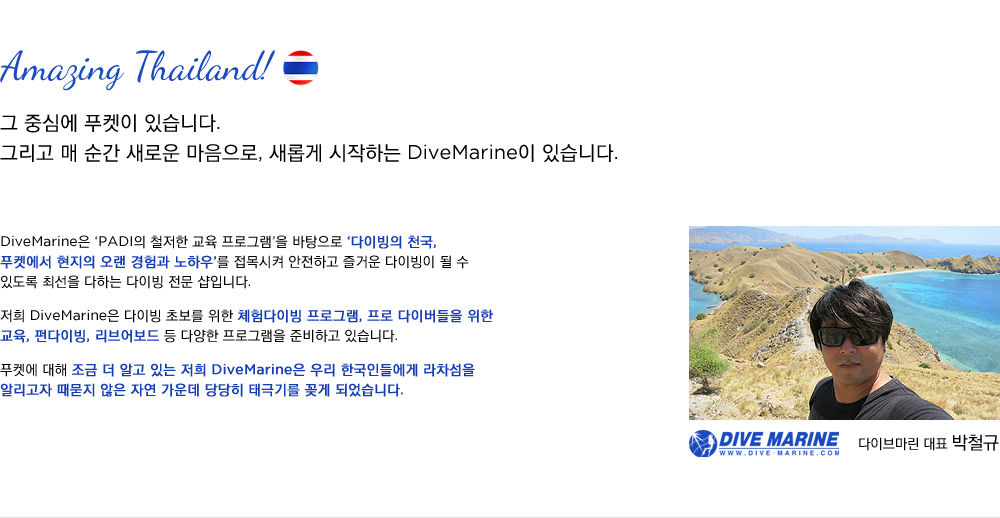 Amazing Thailand!
그 중심에 푸켓이 있습니다.
그리고 매 순간 새로운 마음으로, 새롭게 시작하는 DiveMarine이 있습니다.
DiveMarine은 ‘PADI의 철저한 교육 프로그램’을 바탕으로 ‘다이빙의 천국,
푸켓에서 현지의 오랜 경험과 노하우’를 접목시켜 안전하고 즐거운 다이빙이 될 수
있도록 최선을 다하는 다이빙 전문 샵입니다.
저희 DiveMarine은 다이빙 초보를 위한 체험다이빙 프로그램, 프로 다이버들을 위한
교육, 펀다이빙, 리브어보드 등 다양한 프로그램을 준비하고 있습니다.
푸켓에 대해 조금 더 알고 있는 저희 DiveMarine은 우리 한국인들에게 라차섬을
알리고자 때묻지 않은 자연 가운데 당당히 태극기를 꽂게 되었습니다.
DIVE MARINE
WWW.DIVE-MARINE.COM
다이브마린 대표 박철규